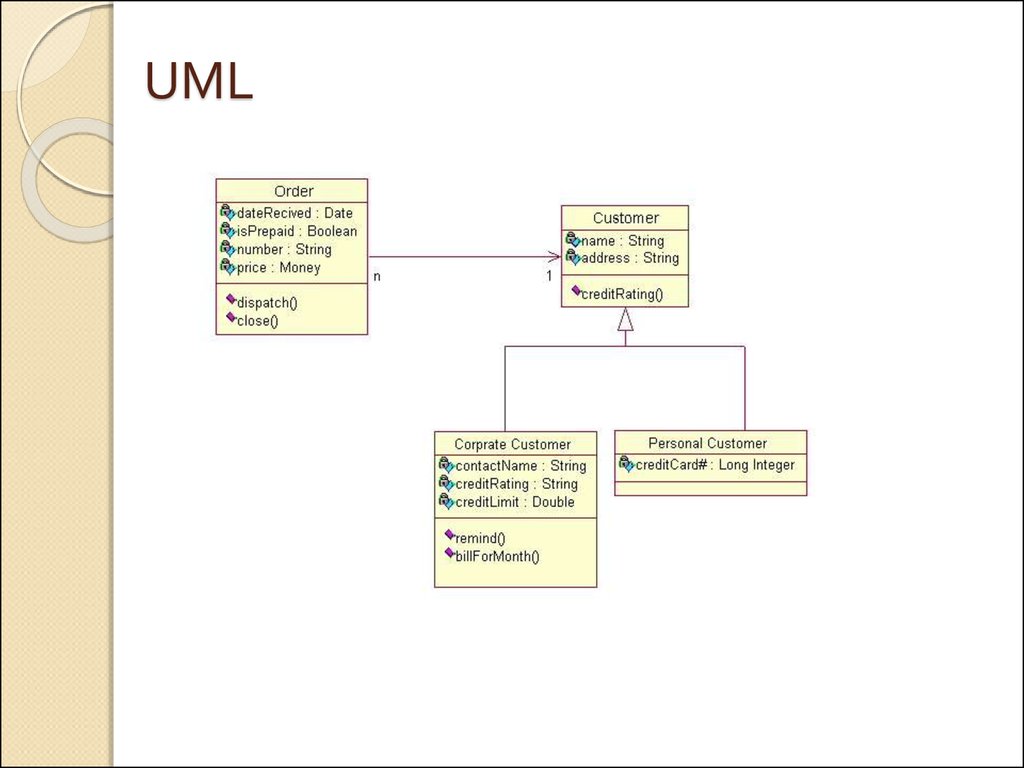 UML
Order
dateRecived : Date
isPrepaid : Boolean
number : String
price : Money
dispatch()
close()
n
1
Customer
name : String
address : String
creditRating()
Corprate Customer
contactName : String
creditRating : String
creditLimit : Double
remind()
billForMonth()
Personal Customer
creditCard# : Long Integer